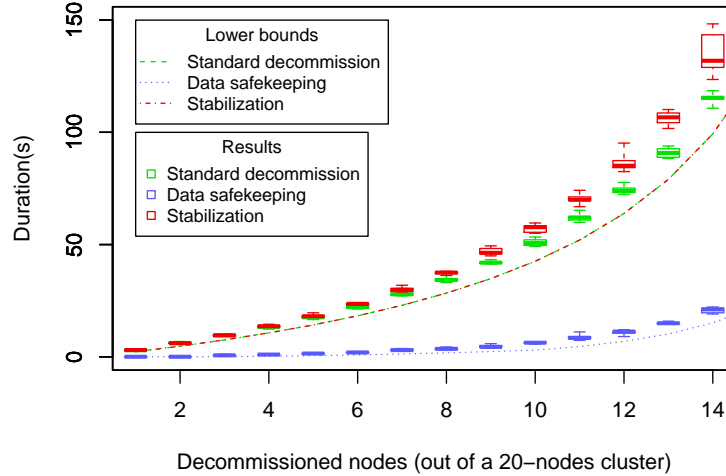 150
100
50
0
Duration(s)
Lower bounds
Standard decommission
Data safekeeping
Stabilization
Results
Standard decommission
Data safekeeping
Stabilization
2 4 6 8 10 12 14
Decommissioned nodes (out of a 20−nodes cluster)